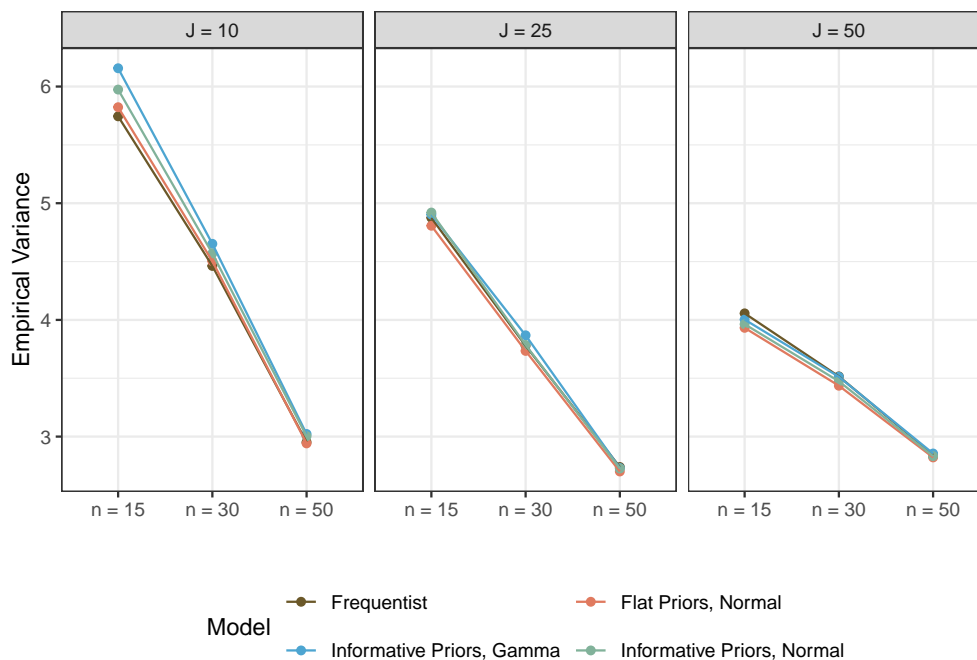 J = 10 J = 25 J = 50
Empirical Variance
6
5
4
3
n = 15 n = 30 n = 50 n = 15 n = 30 n = 50 n = 15 n = 30 n = 50
Model
Frequentist Flat Priors, Normal
Informative Priors, Gamma Informative Priors, Normal